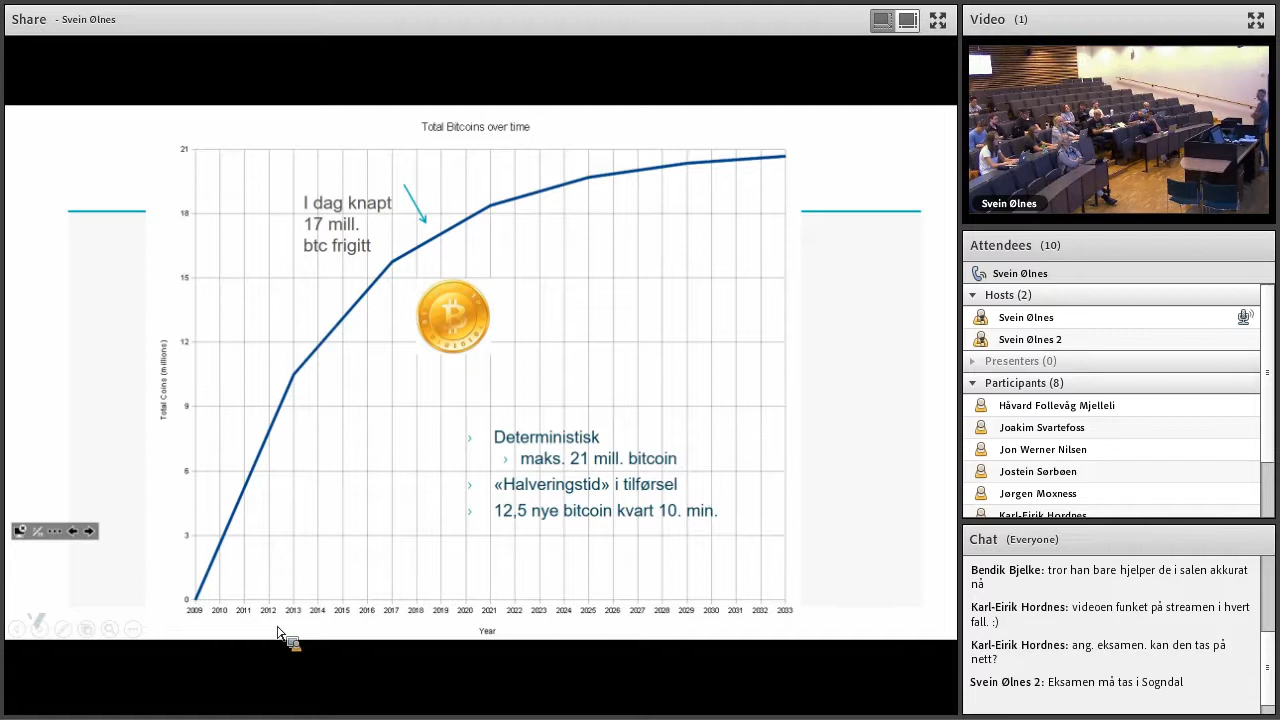 Share - Svein Ølnes
Total Bitcoins over time
21
18
15
12
9
6
3
0
Total Coins (millions)
I dag knapt
17 mill.
btc frigitt
› Deterministisk
› maks. 21 mill. bitcoin
› «Halveringstid» i tilførsel
› 12,5 nye bitcoin kvart 10. min.
2009 2010 2011 2012 2013 2014 2015 2016 2017 2018 2019 2020 2021 2022 2023 2024 2025 2026 2027 2028 2029 2030 2031 2032 2033
Year
Video (1)
Svein Ølnes
Attendees (10)
Svein Ølnes
Hosts (2)
Svein Ølnes
Svein Ølnes 2
Presenters (0)
Participants (8)
Håvard Follevåg Mjelleli
Joakim Svartefoss
Jon Werner Nilsen
Jostein Sørbøen
Jørgen Moxness
Karl-Eirik Hordnes
Chat (Everyone)
Bendik Bjelke: tror han bare hjelper de i salen akkurat
nå
Karl-Eirik Hordnes: videoen funket på streamen i hvert
fall. :)
Karl-Eirik Hordnes: ang. eksamen. kan den tas på
nett?
Svein Ølnes 2: Eksamen må tas i Sogndal